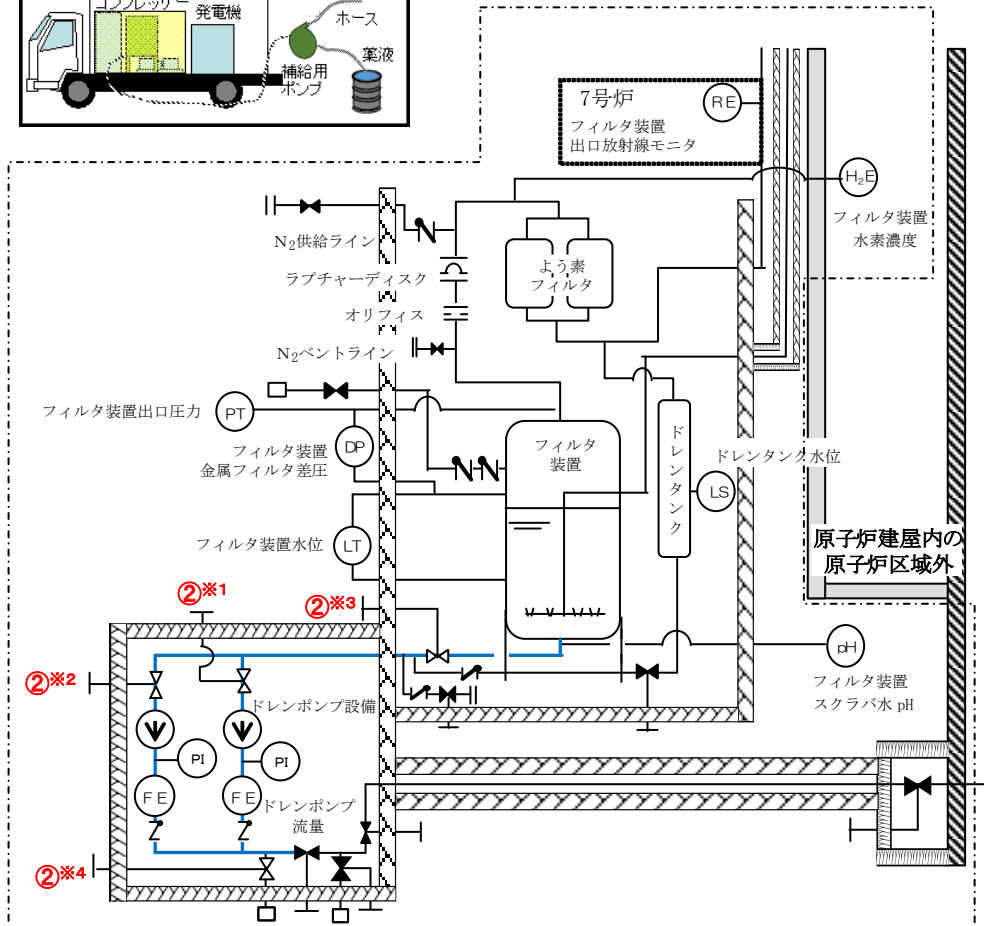 コンプレッサー
発電機
ホース
補給用
ポンプ
薬液
7号炉
フィルタ装置
出口放射線モニタ
RE
H₂E
フィルタ装置
水素濃度
N₂供給ライン
よう素
フィルタ
ラプチャーディスク
オリフィス
N₂ベントライン
フィルタ装置出口圧力
PT
フィルタ装置
金属フィルタ差圧
DP
フィルタ
装置
ドレンタンク
ドレンタンク水位
LS
フィルタ装置水位
LT
原子炉建屋内の
原子炉区域外
②※1
②※3
②※2
pH
フィルタ装置
スクラバ水 pH
ドレンポンプ設備
PI
PI
FE
FE
ドレンポンプ
流量
②※4